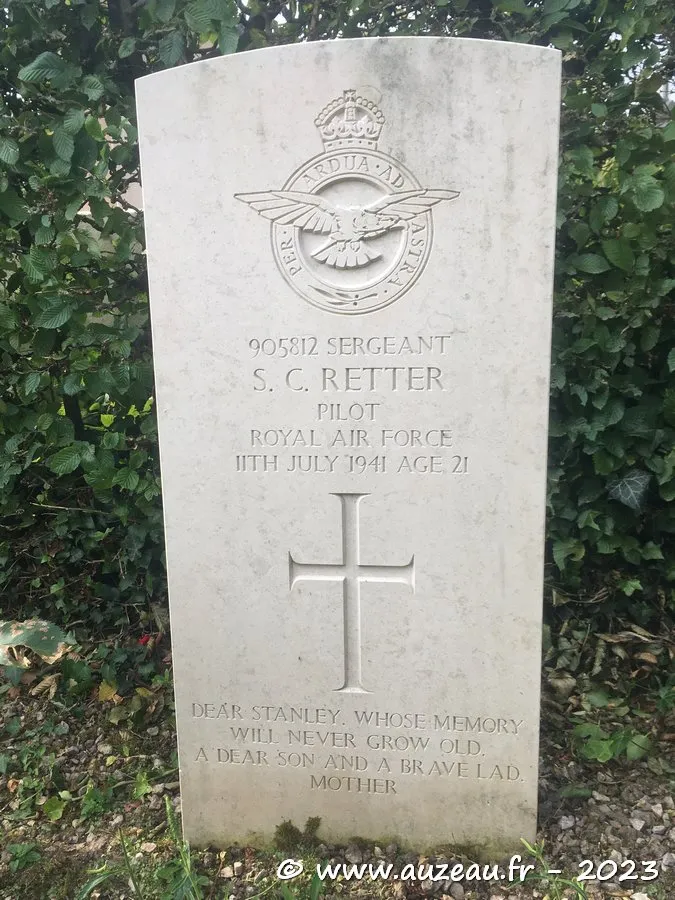 PER · ARDUA · AD ASTRA ·
905812 SERGEANT
S. C. RETTER
PILOT
ROYAL AIR FORCE
11TH JULY 1941 AGE 21
DEAR STANLEY, WHOSE MEMORY
WILL NEVER GROW OLD,
A DEAR SON AND A BRAVE LAD.
MOTHER
© www.auzeau.fr - 2023